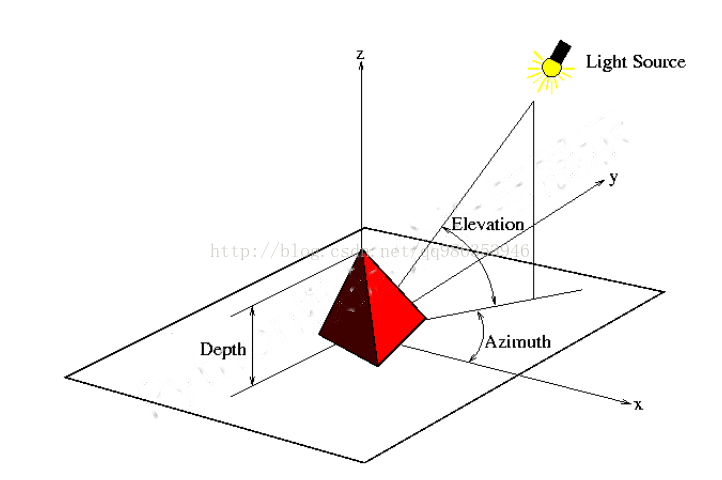 z
Light Source
y
Elevation
Depth
Azimuth
x